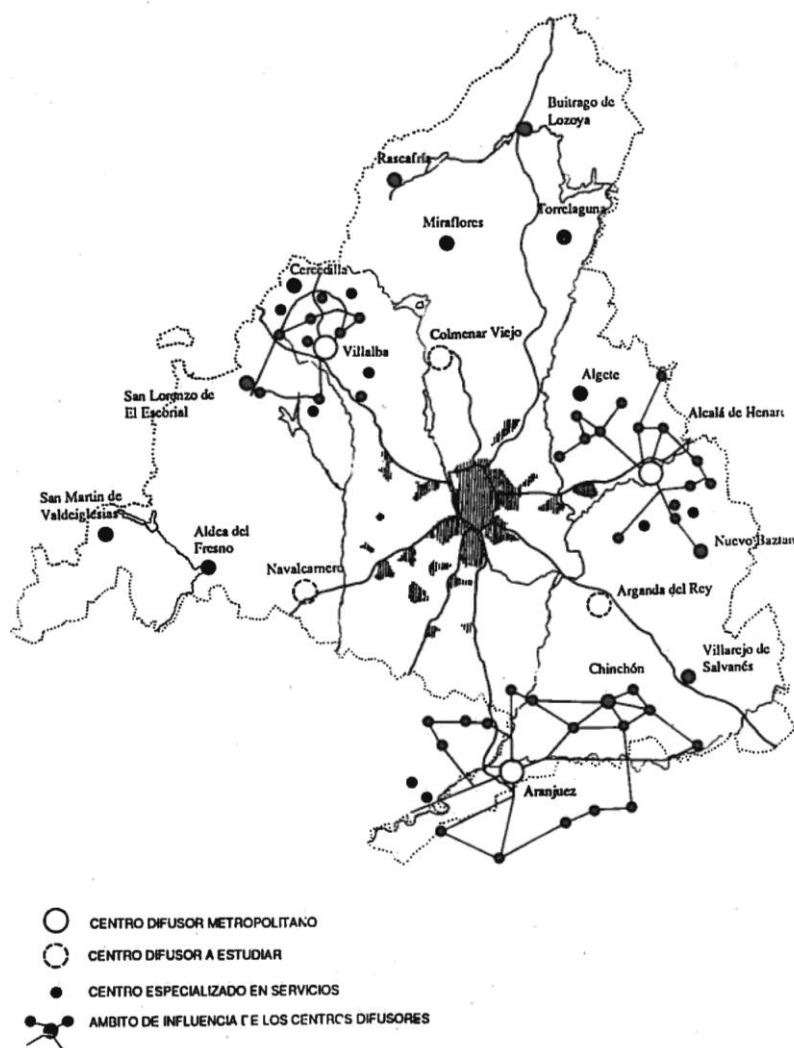 Buitrago de
Lozoya
Rascafría
Miraflores
Torrelaguna
Cercedilla
Colmenar Viejo
Villalba
San Lorenzo de
El Escorial
Algete
Alcalá de Henar
San Martin de
Valdeiglesias
Aldea del
Fresno
Navalcarnero
Nuevo Baztan
Arganda del Rey
Villarejo de
Salvanés
Chinchón
Aranjuez
CENTRO DIFUSOR METROPOLITANO
CENTRO DIFUSOR A ESTUDIAR
CENTRO ESPECIALIZADO EN SERVICIOS
AMBITO DE INFLUENCIA DE LOS CENTROS DIFUSORES